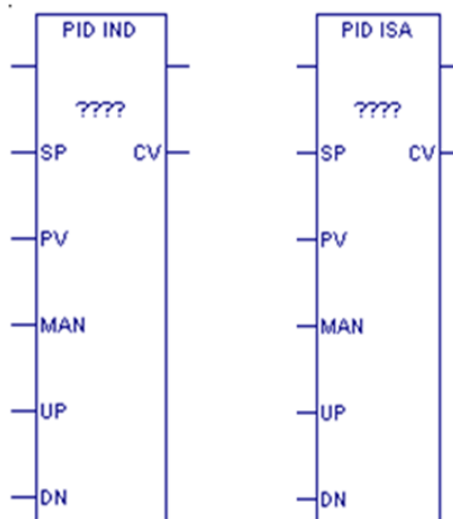 PID IND
????
SP CV
PV
MAN
UP
DN
PID ISA
????
SP CV
PV
MAN
UP
DN